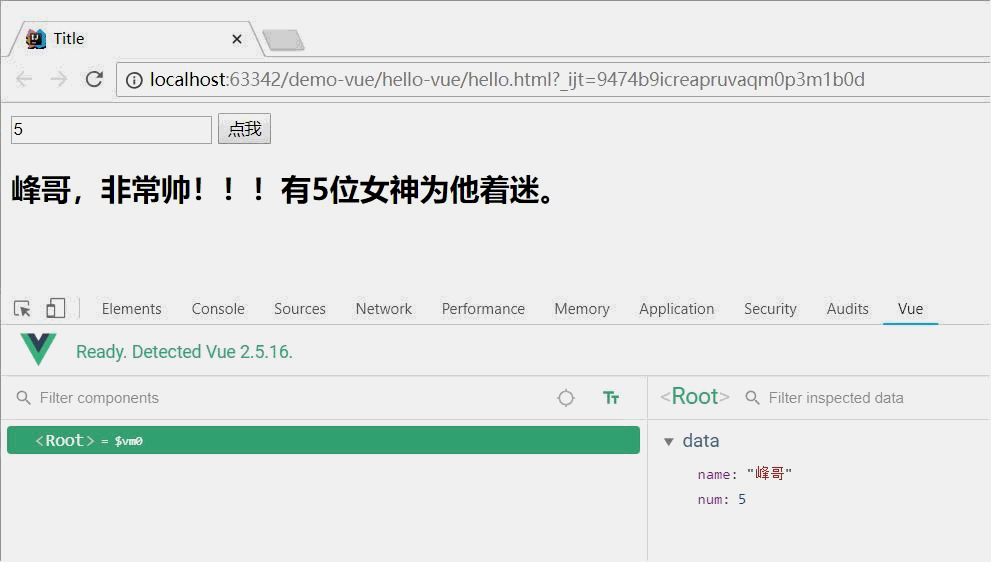 Title
localhost:63342/demo-vue/hello-vue/hello.html?_ijt=9474b9icreapruvaqm0p3m1b0d
5 点我
峰哥，非常帅！！！有5位女神为他着迷。
Elements Console Sources Network Performance Memory Application Security Audits Vue
Ready. Detected Vue 2.5.16.
Filter components Tт <Root> Filter inspected data
<Root> = $vm0
data
name: "峰哥"
num: 5